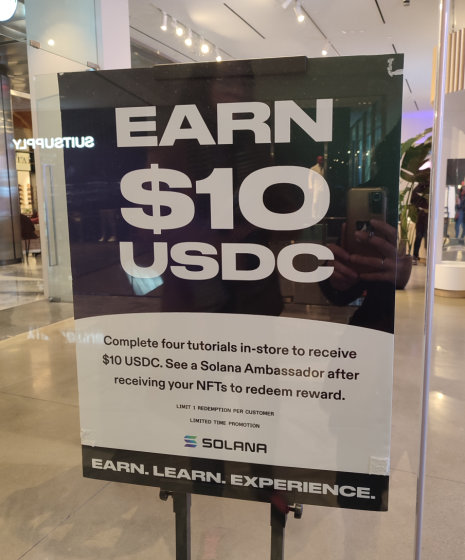 EARN
$10
USDC
SUITSUPPLY
Complete four tutorials in-store to receive
$10 USDC. See a Solana Ambassador after
receiving your NFTs to redeem reward.
LIMIT 1 REDEMPTION PER CUSTOMER
LIMITED TIME PROMOTION
SOLANA
EARN. LEARN. EXPERIENCE.